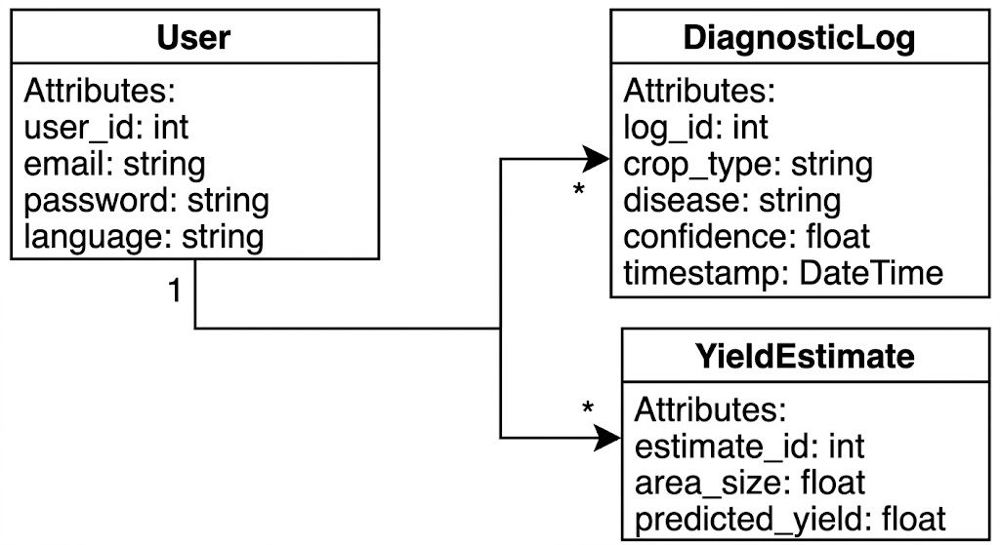 User
Attributes:
user_id: int
email: string
password: string
language: string
1
DiagnosticLog
Attributes:
log_id: int
crop_type: string
disease: string
confidence: float
timestamp: DateTime
*
YieldEstimate
Attributes:
estimate_id: int
area_size: float
predicted_yield: float
*